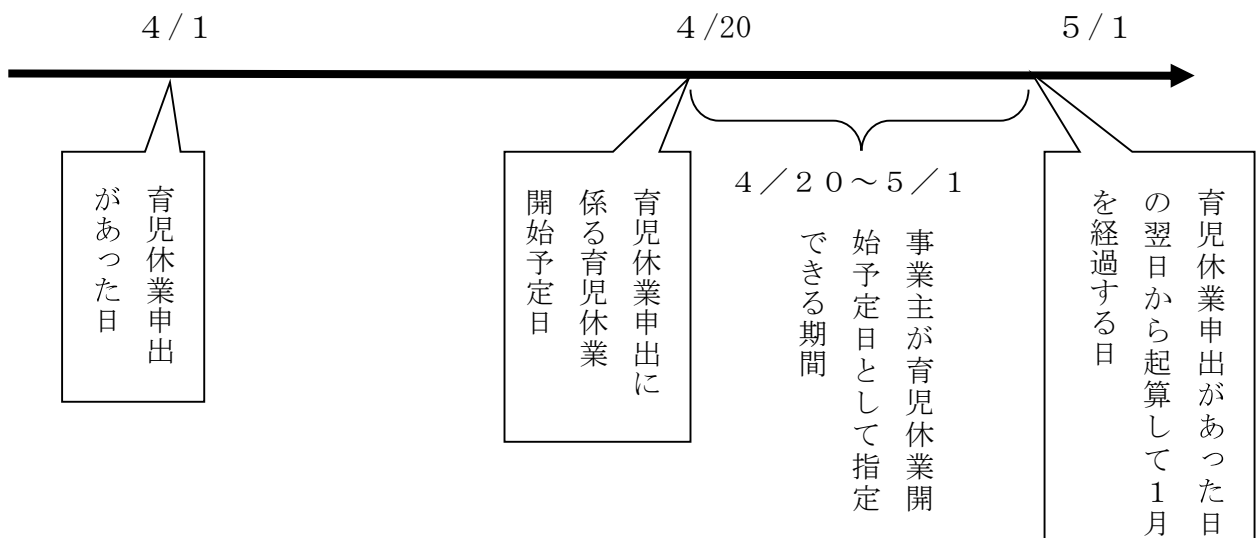 4/1
4/20
5/1
育児休業申出
があった日
育児休業申出に
係る育児休業
開始予定日
4/20～5/1
事業主が育児休業開
始予定日として指定
できる期間
育児休業申出があった日
の翌日から起算して1月
を経過する日